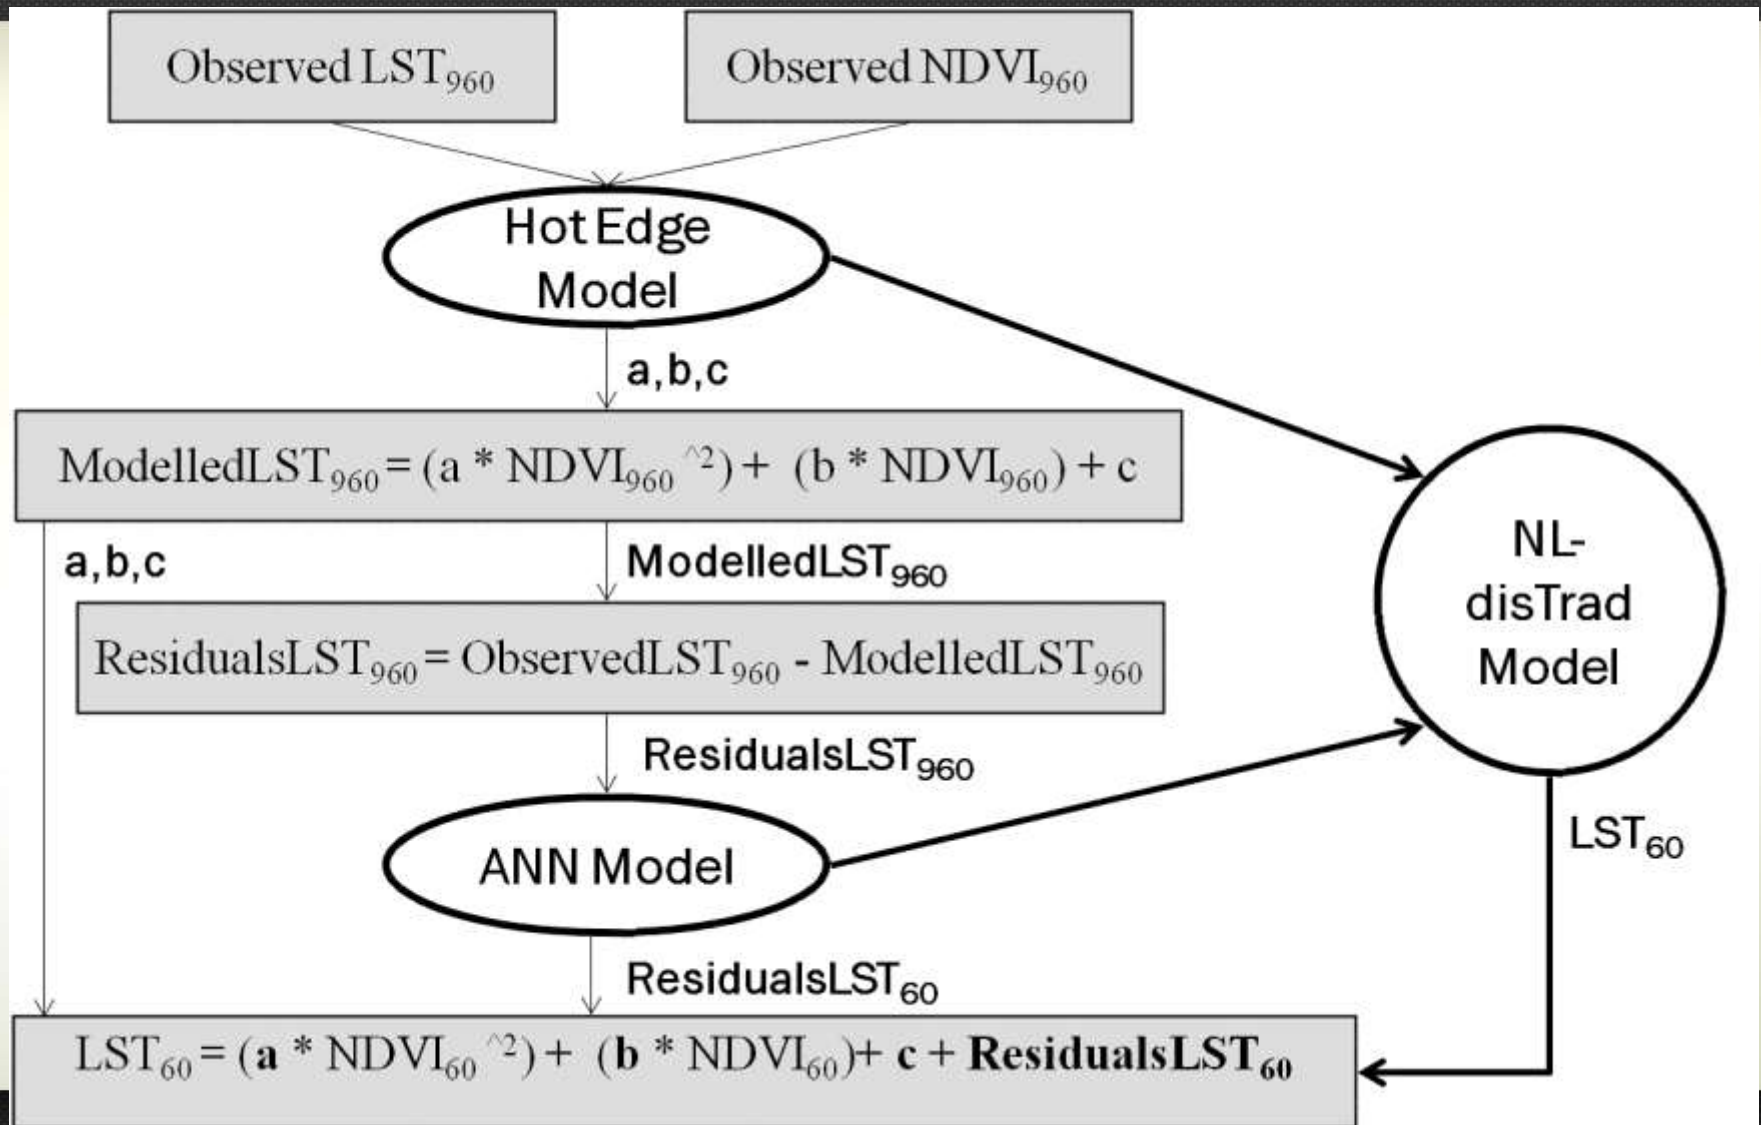 Observed LST960
Observed NDVI960
Hot Edge
Model
a,b,c
ModelledLST960 = (a * NDVI960 ^2) + (b * NDVI960) + c
a,b,c
ModelledLST960
ResidualsLST960 = ObservedLST960 - ModelledLST960
ResidualsLST960
ANN Model
ResidualsLST60
NL-
disTrad
Model
LST60
LST60 = (a * NDVI60 ^2) + (b * NDVI60)+ c + ResidualsLST60